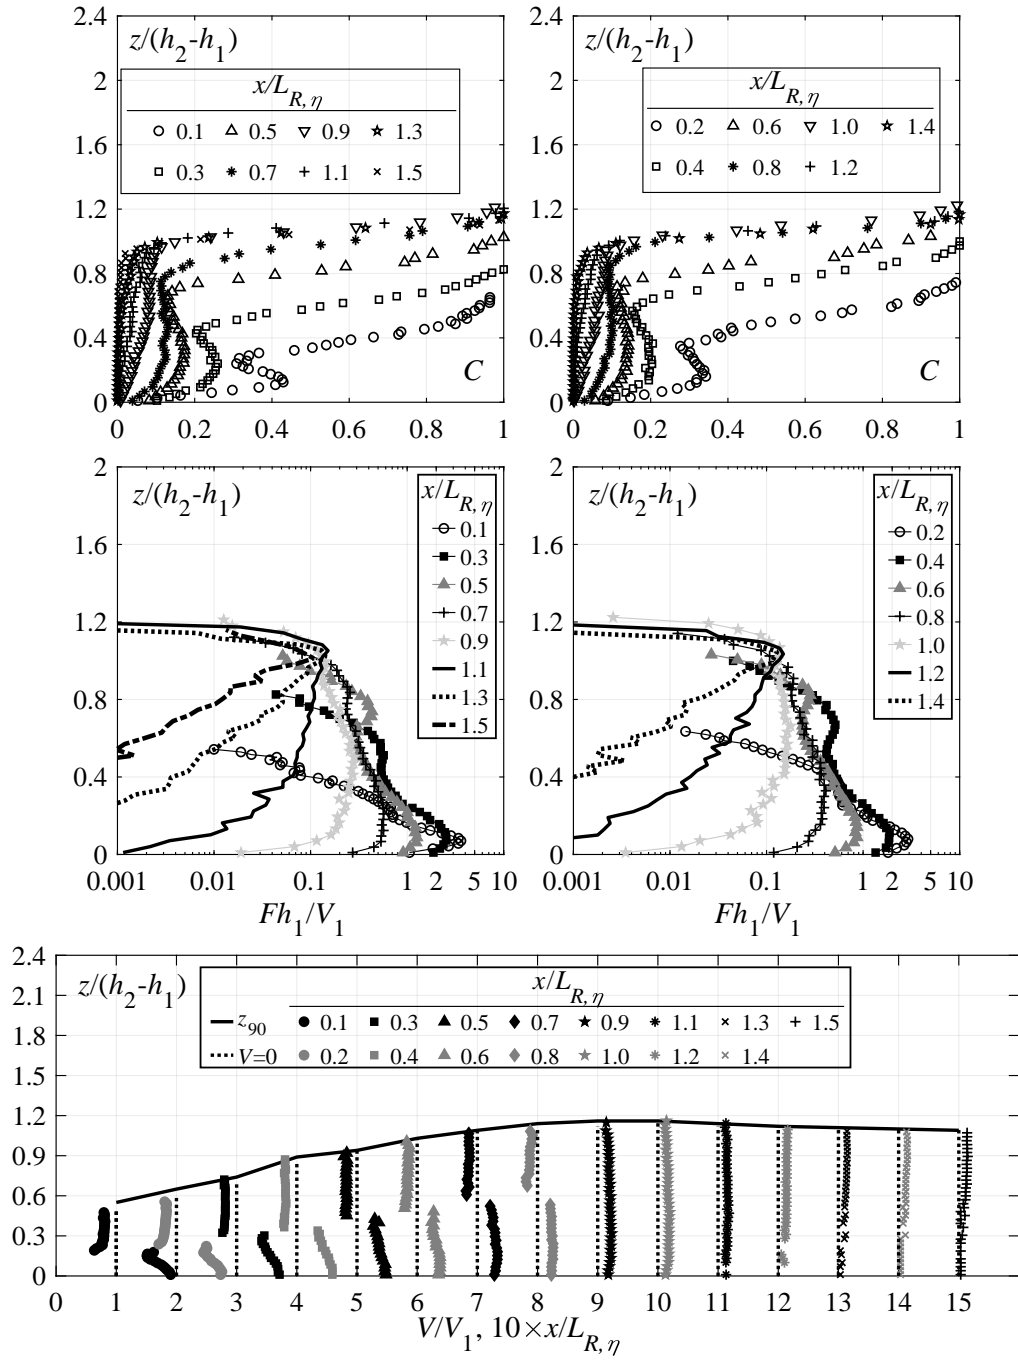 2.4 2.4
z/(h2-h1) z/(h2-h1)
2 2
x/LR, η x/LR, η
0.1 0.5 0.9 1.3 0.2 0.6 1.0 1.4
1.6 1.6
0.3 0.7 1.1 1.5 0.4 0.8 1.2
1.2 1.2
0.8 0.8
0.4 0.4
C C
0 0
0 0.2 0.4 0.6 0.8 1 0 0.2 0.4 0.6 0.8 1
2 2
z/(h2-h1) x/LR, η z/(h2-h1) x/LR, η
0.1 0.2
1.6 0.3 1.6 0.4
0.5 0.6
0.7 0.8
1.2 0.9 1.2 1.0
1.1 1.2
1.3 1.4
0.8 1.5 0.8
0.4 0.4
0 0
0.001 0.01 0.1 1 2 5 10 0.001 0.01 0.1 1 2 5 10
Fh1/V1 Fh1/V1
2.4
z/(h2-h1) x/LR, η
2.1
z90 0.1 0.3 0.5 0.7 0.9 1.1 1.3 1.5
1.8
V=0 0.2 0.4 0.6 0.8 1.0 1.2 1.4
1.5
1.2
0.9
0.6
0.3
0
0 1 2 3 4 5 6 7 8 9 10 11 12 13 14 15
V/V1, 10×x/LR, η